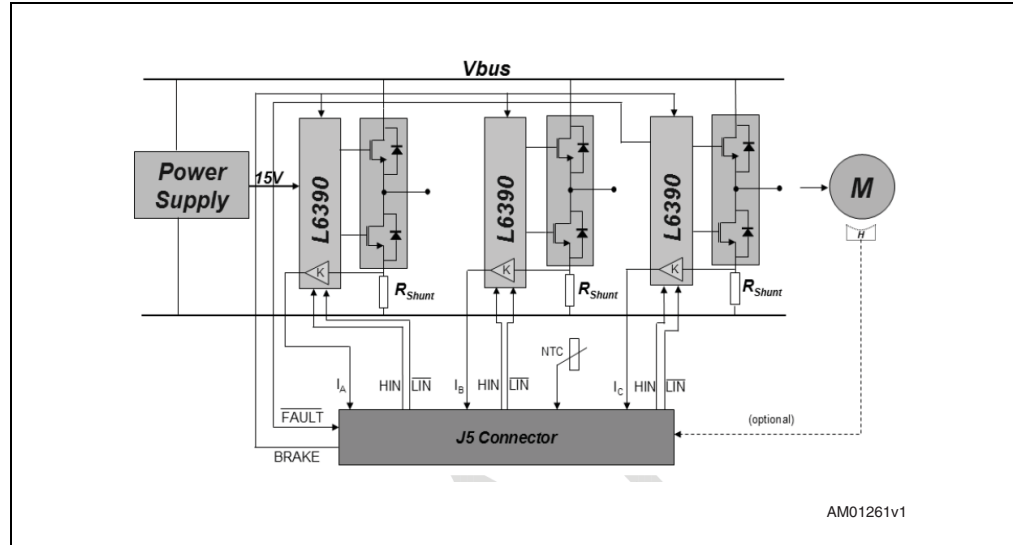 Vbus
Power
Supply
15V
L6390
L6390
L6390
M
H
K
K
K
RShunt
RShunt
RShunt
NTC
IA
HIN
LIN
IB
HIN
LIN
IC
HIN
LIN
FAULT
BRAKE
J5 Connector
(optional)
AM01261v1